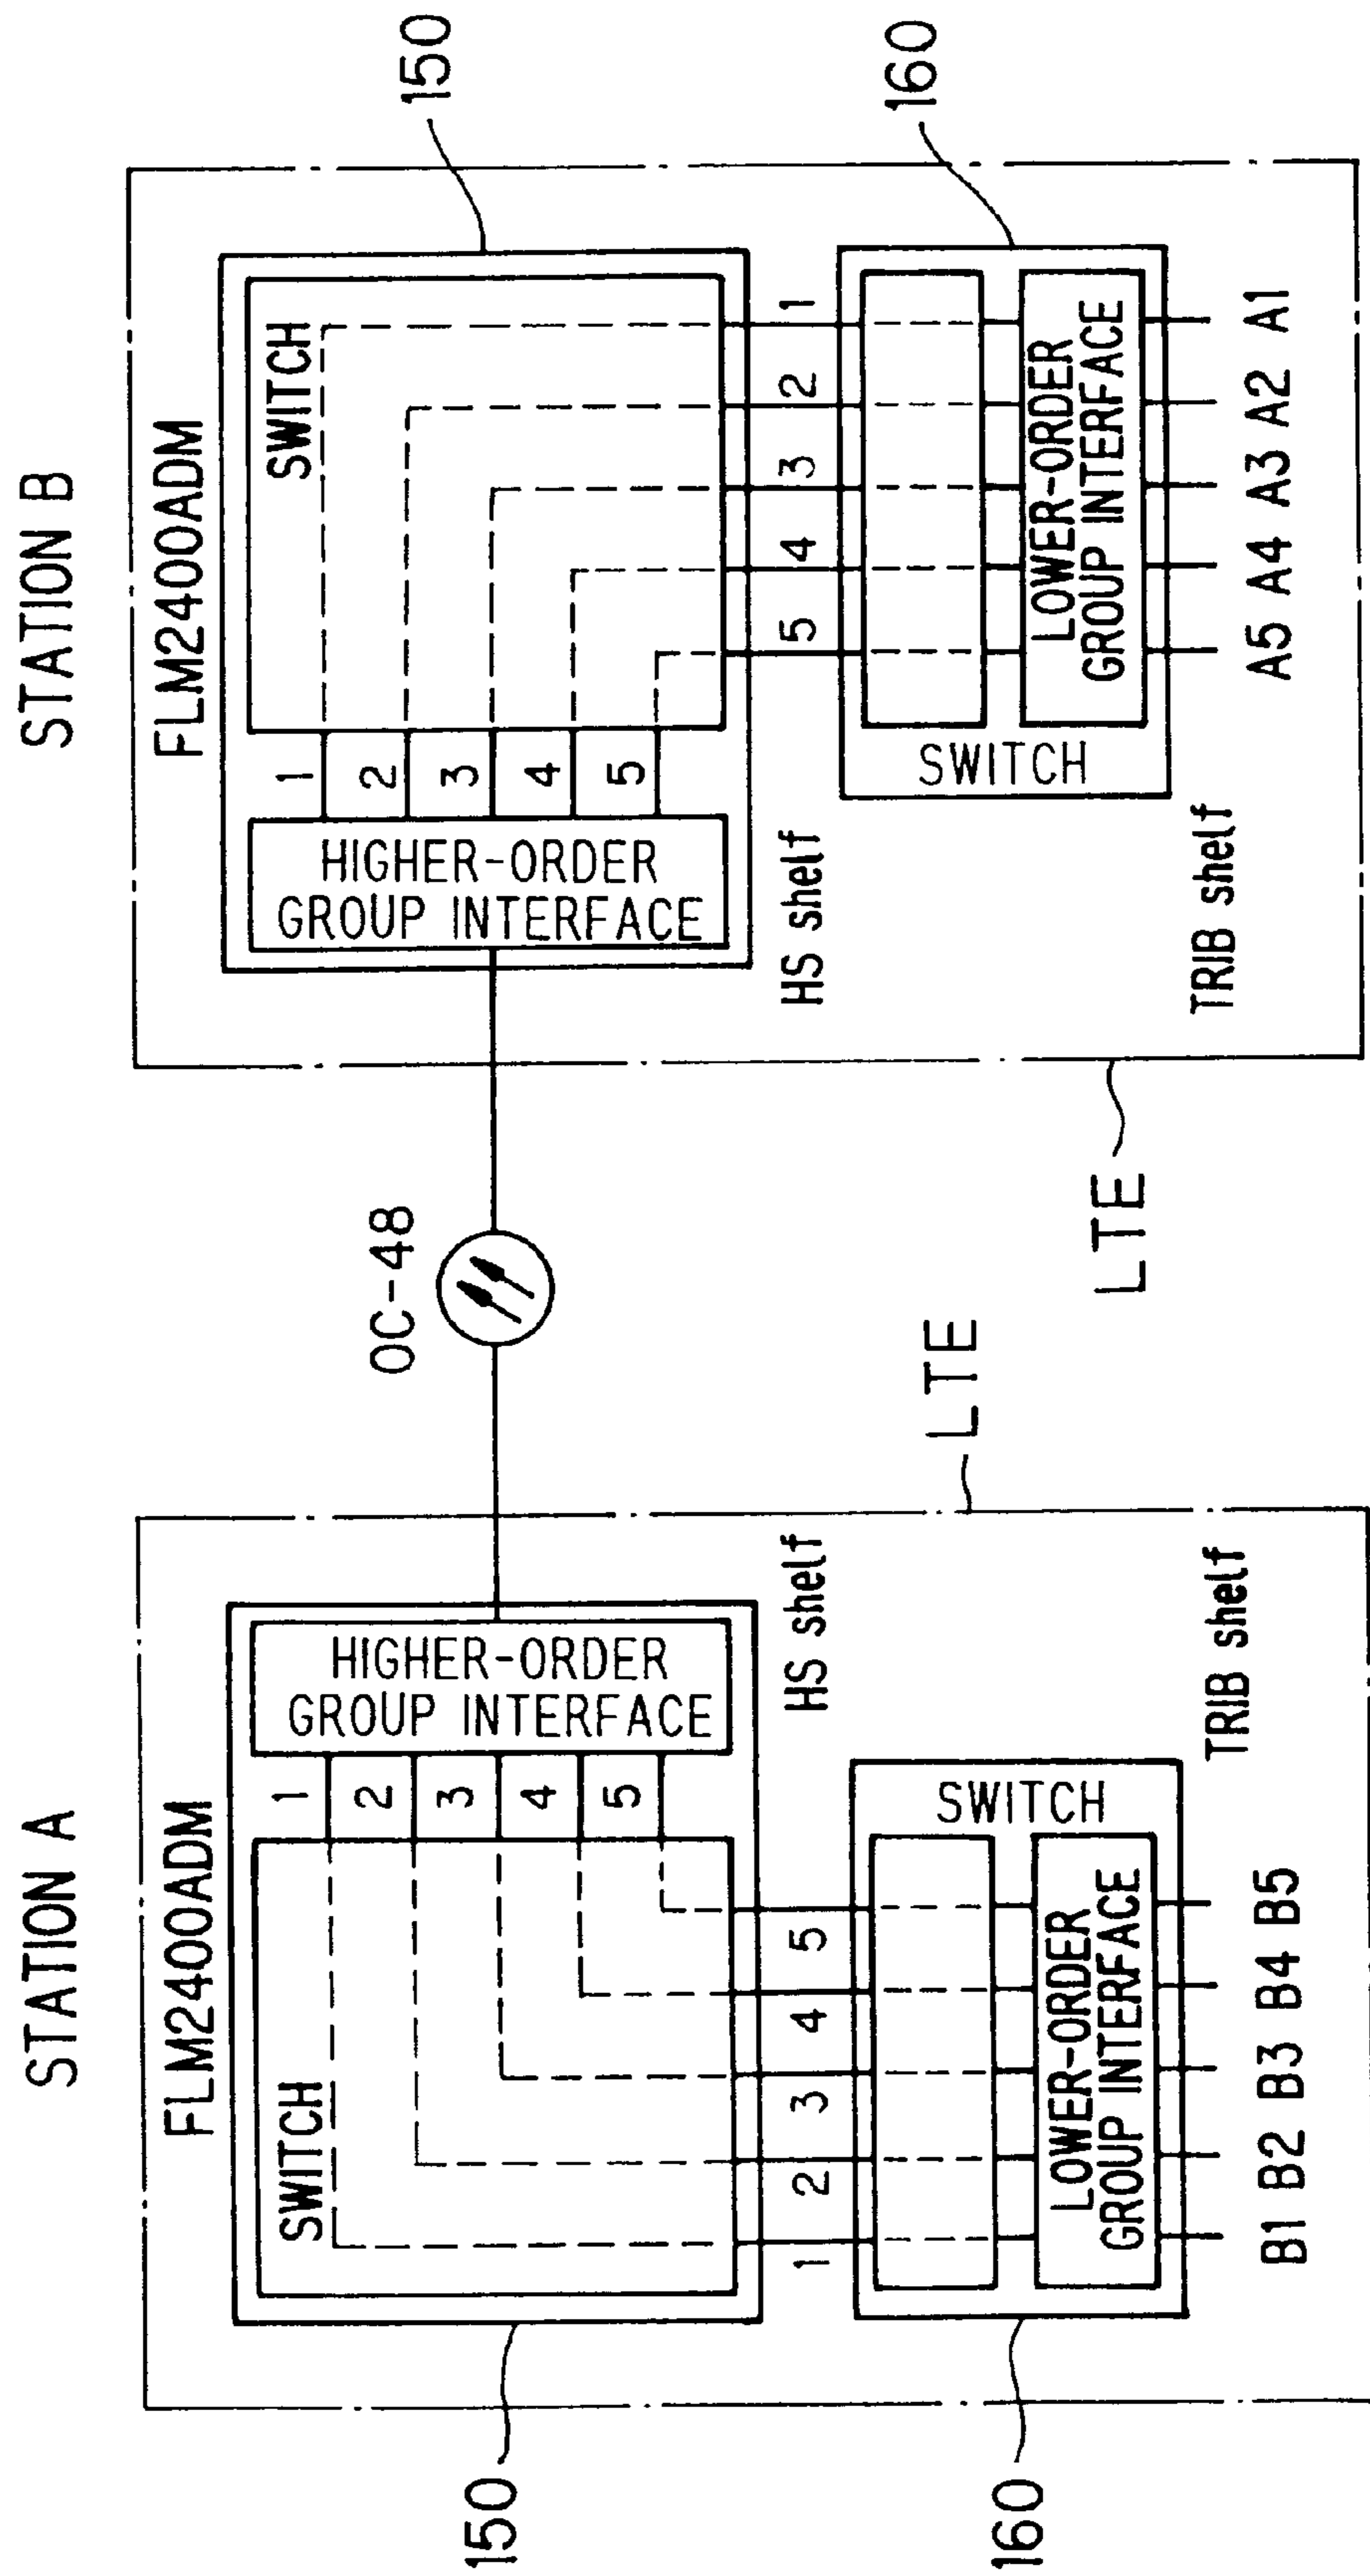 STATION A
FLM2400ADM
SWITCH
1
2
3
4
5
HIGHER-ORDER
GROUP INTERFACE
150
HS shelf
1
2
3
4
5
SWITCH
LOWER-ORDER
GROUP INTERFACE
160
TRIB shelf
B1 B2 B3 B4 B5
LTE
OC-48
STATION B
FLM2400ADM
HIGHER-ORDER
GROUP INTERFACE
1
2
3
4
5
SWITCH
150
HS shelf
5
4
3
2
1
SWITCH
LOWER-ORDER
GROUP INTERFACE
160
TRIB shelf
A5 A4 A3 A2 A1
LTE